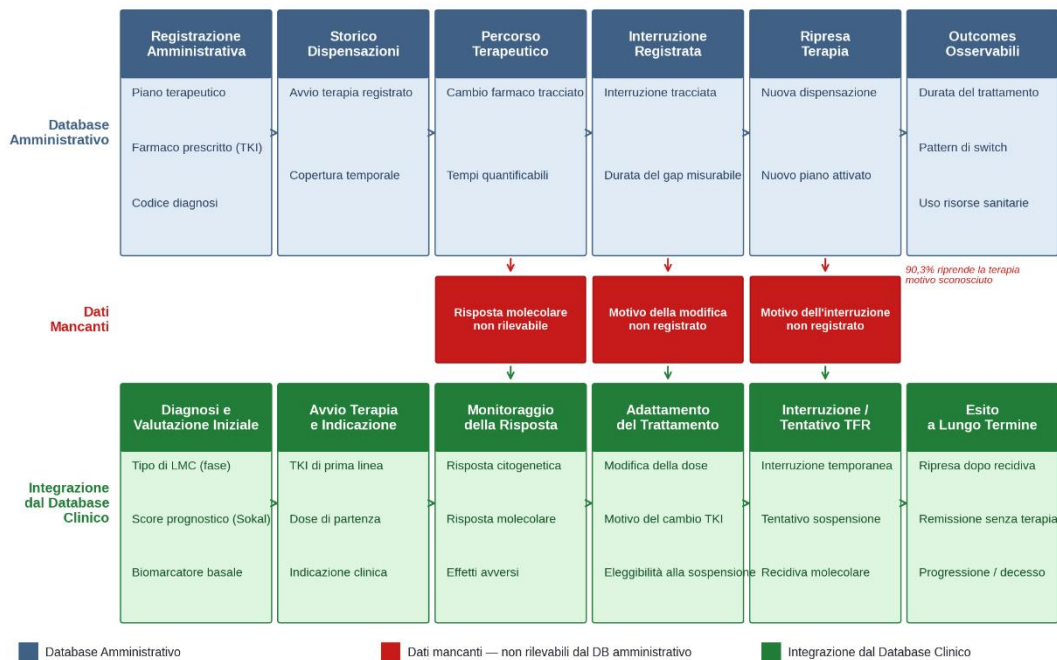 Registrazione
Amministrativa
Storico
Dispensazioni
Percorso
Terapeutico
Interruzione
Registrata
Ripresa
Terapia
Outcomes
Osservabili
Database
Amministrativo
Piano terapeutico
Farmaco prescritto (TKI)
Codice diagnosi
Avvio terapia registrato
Copertura temporale
Cambio farmaco tracciato
Tempi quantificabili
Interruzione tracciata
Durata del gap misurabile
Nuova dispensazione
Nuovo piano attivato
Durata del trattamento
Pattern di switch
Uso risorse sanitarie
90,3% riprende la terapia
motivo sconosciuto
Dati
Mancanti
Risposta molecolare
non rilevabile
Motivo della modifica
non registrato
Motivo dell'interruzione
non registrato
Diagnosi e
Valutazione Iniziale
Avvio Terapia
e Indicazione
Monitoraggio
della Risposta
Adattamento
del Trattamento
Interruzione /
Tentativo TFR
Esito
a Lungo Termine
Integrazione
dal Database
Clinico
Tipo di LMC (fase)
Score prognostico (Sokal)
Biomarcatore basale
TKI di prima linea
Dose di partenza
Indicazione clinica
Risposta citogenetica
Risposta molecolare
Effetti avversi
Modifica della dose
Motivo del cambio TKI
Eleggibilità alla sospensione
Interruzione temporanea
Tentativo sospensione
Recidiva molecolare
Ripresa dopo recidiva
Remissione senza terapia
Progressione / decesso
Database Amministrativo
Dati mancanti — non rilevabili dal DB amministrativo
Integrazione dal Database Clinico